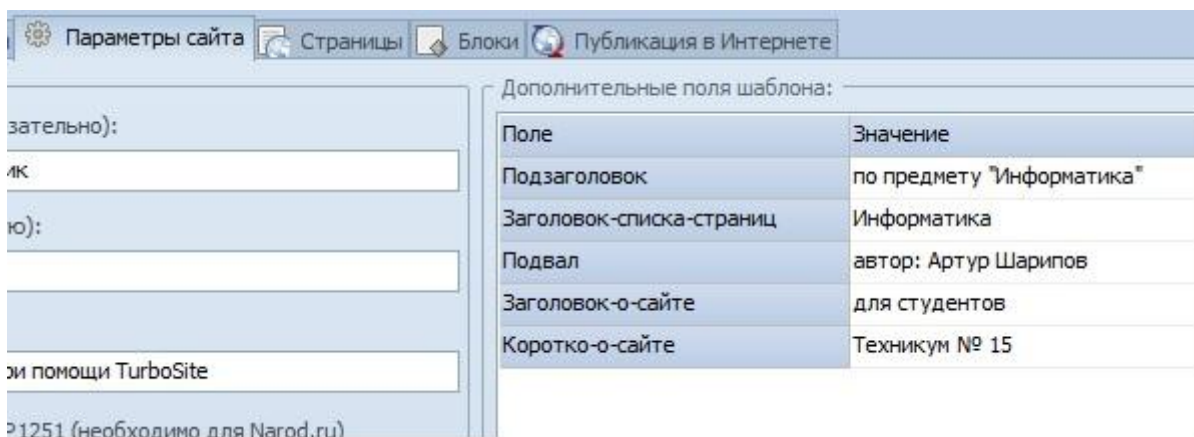 Параметры сайта Страницы Блоки Публикация в Интернете
зательно):
ик
ю):
ри помощи TurboSite
P1251 (необходимо для Narod.ru)
Дополнительные поля шаблона:
Поле Значение
Подзаголовок по предмету "Информатика"
Заголовок-списка-страниц Информатика
Подвал автор: Артур Шарипов
Заголовок-о-сайте для студентов
Коротко-о-сайте Техникум № 15